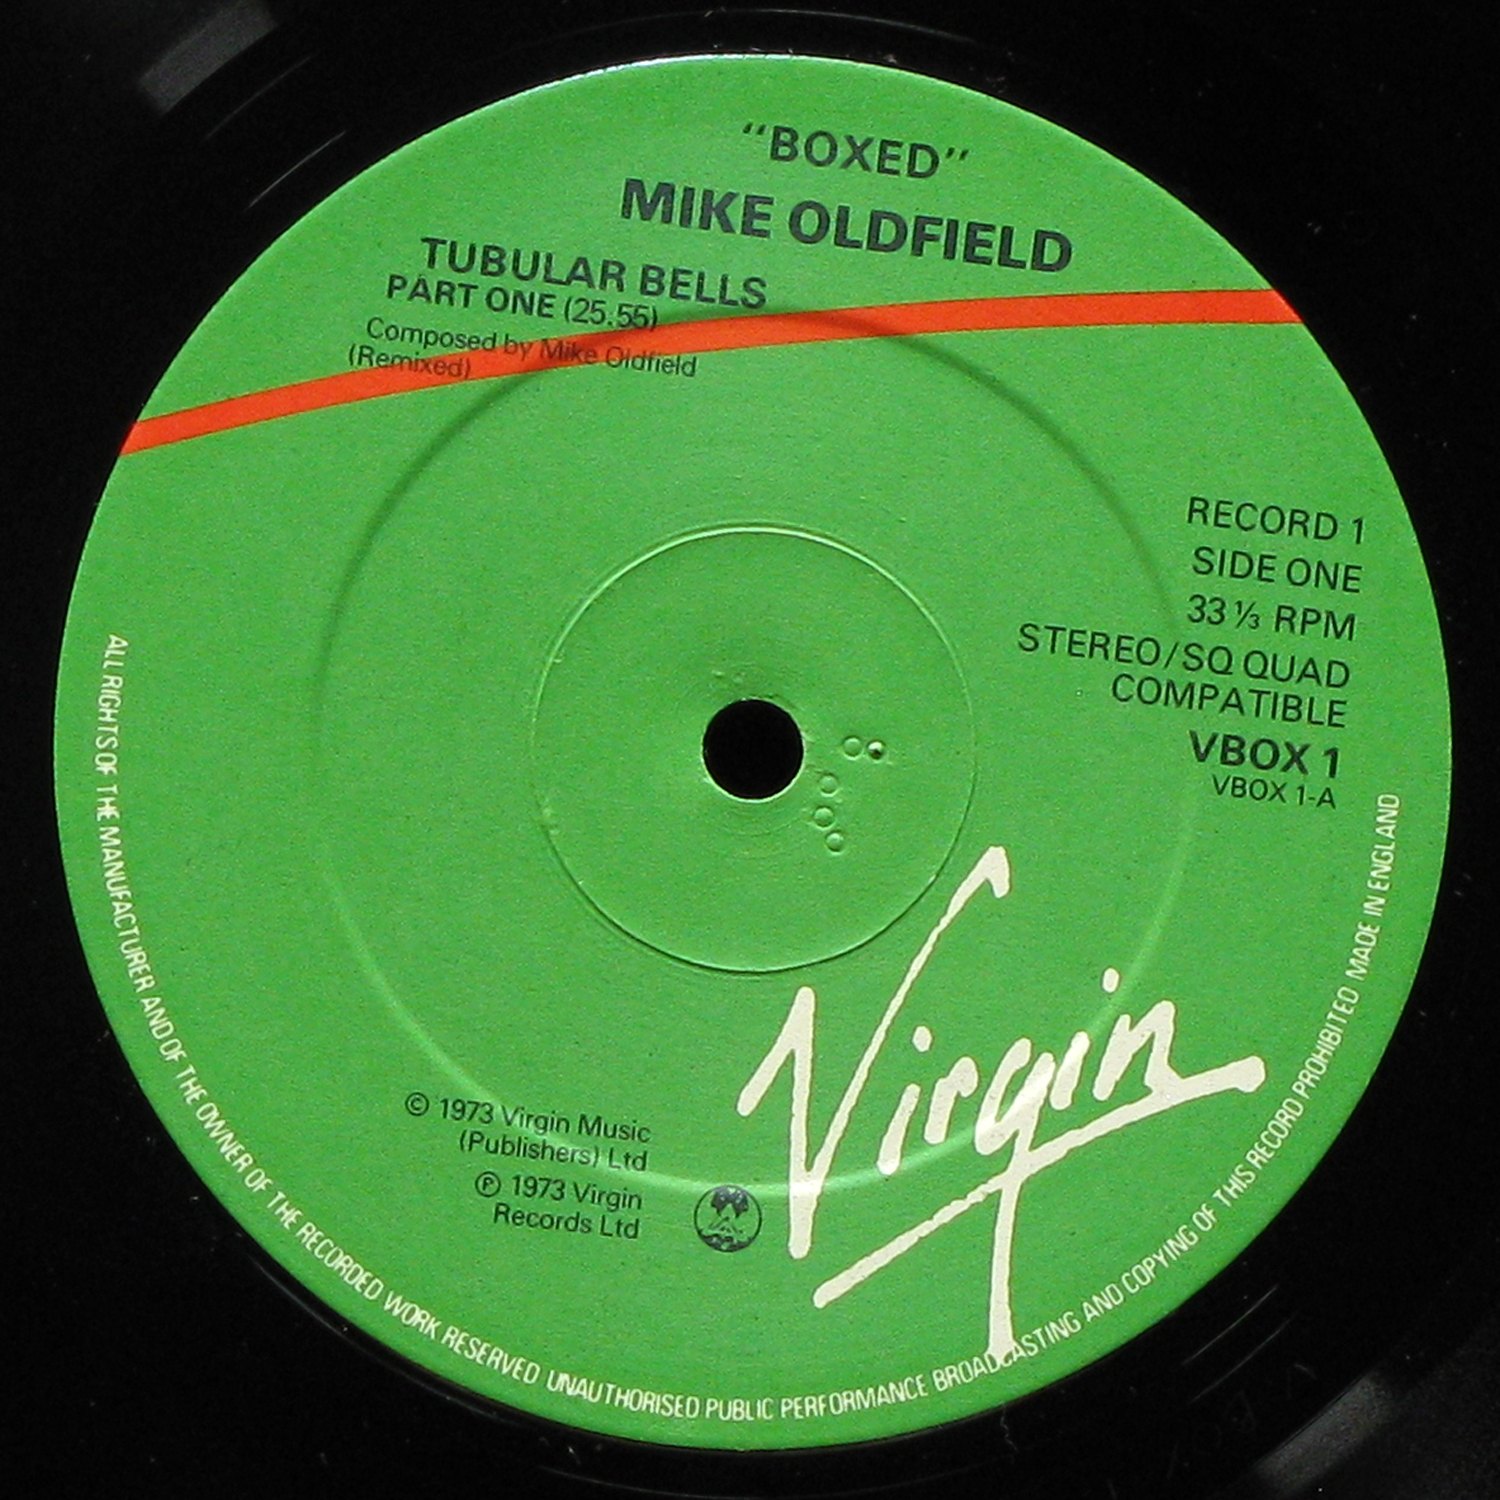 "BOXED"
MIKE OLDFIELD
TUBULAR BELLS
PART ONE (25.55)
Composed by Mike Oldfield
(Remixed)
RECORD 1
SIDE ONE
33 ⅓ RPM
STEREO/SQ QUAD
COMPATIBLE
VBOX 1
VBOX 1-A
Virgin
© 1973 Virgin Music
(Publishers) Ltd
℗ 1973 Virgin
Records Ltd
ALL RIGHTS OF THE MANUFACTURER AND OF THE OWNER OF THE RECORDED WORK RESERVED UNAUTHORISED PUBLIC PERFORMANCE BROADCASTING AND COPYING OF THIS RECORD PROHIBITED MADE IN ENGLAND